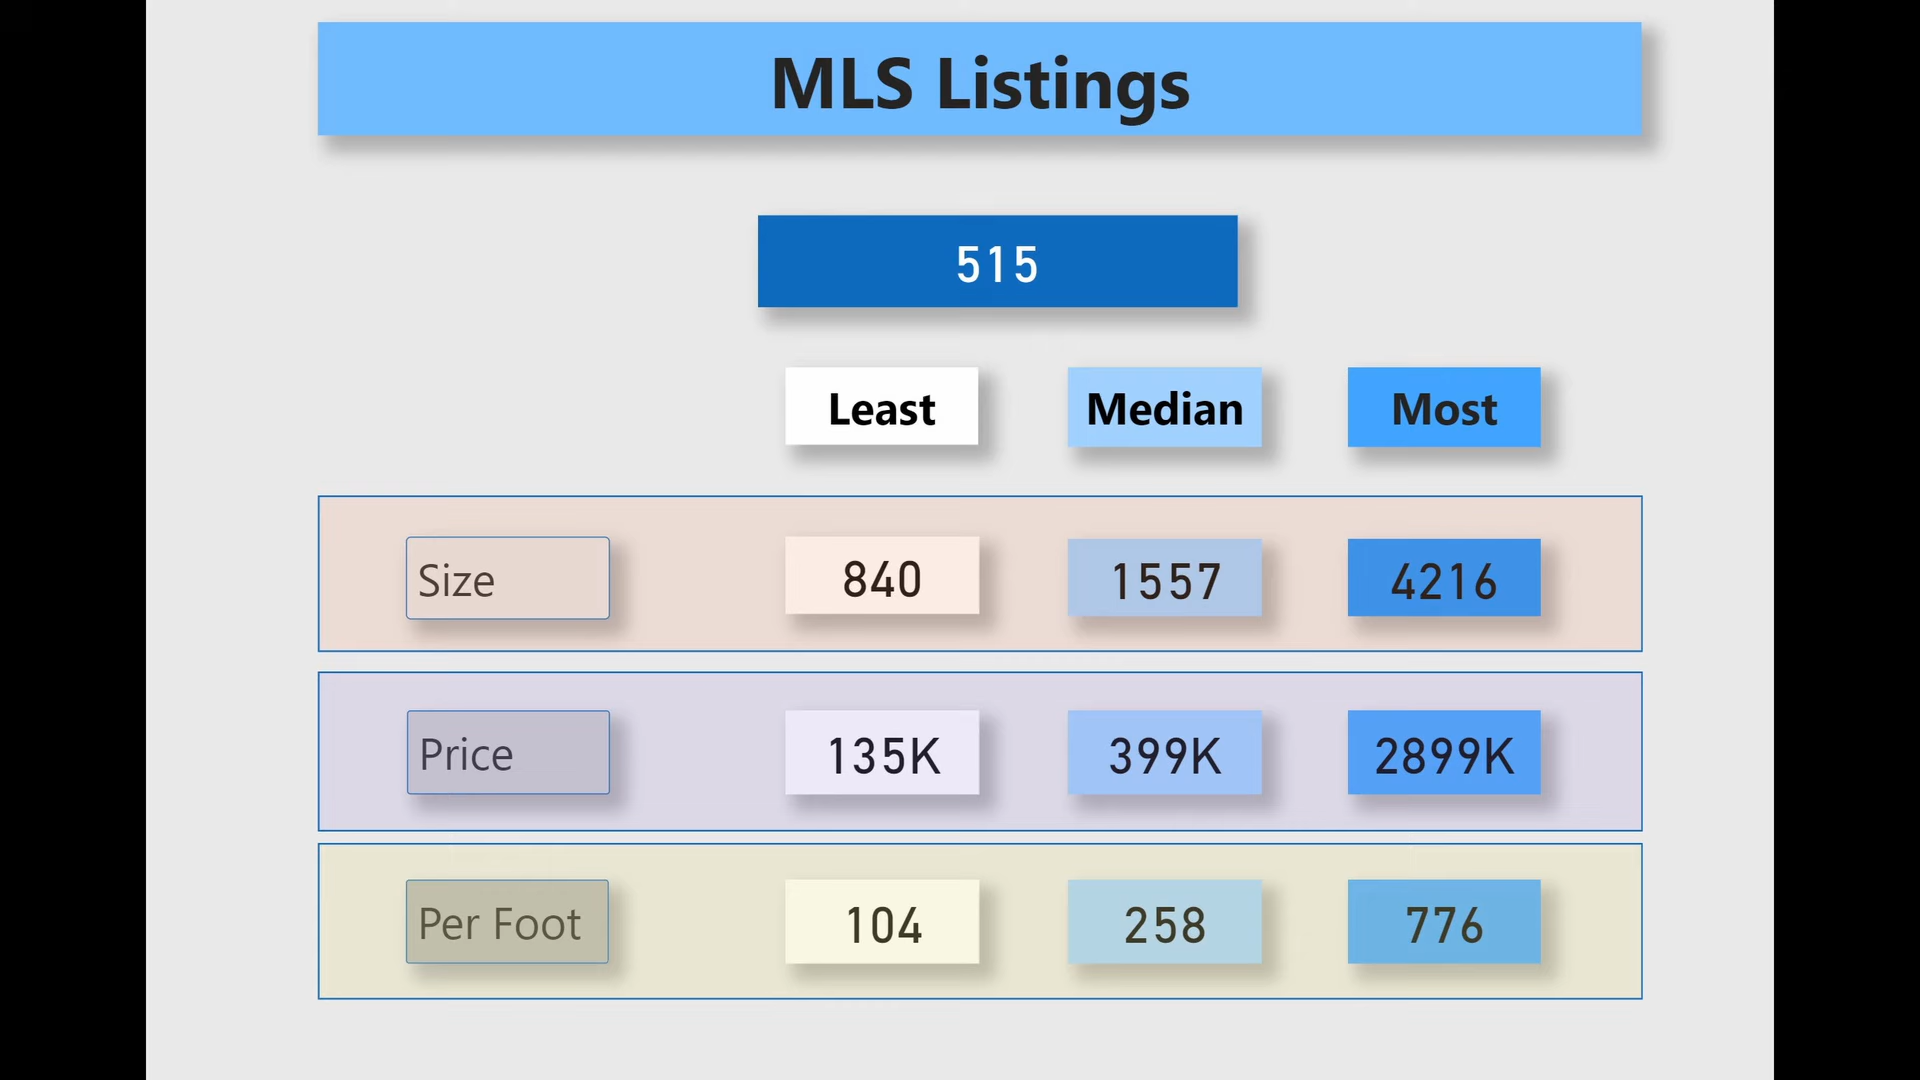 MLS Listings
515
Least Median Most
Size 840 1557 4216
Price 135K 399K 2899K
Per Foot 104 258 776